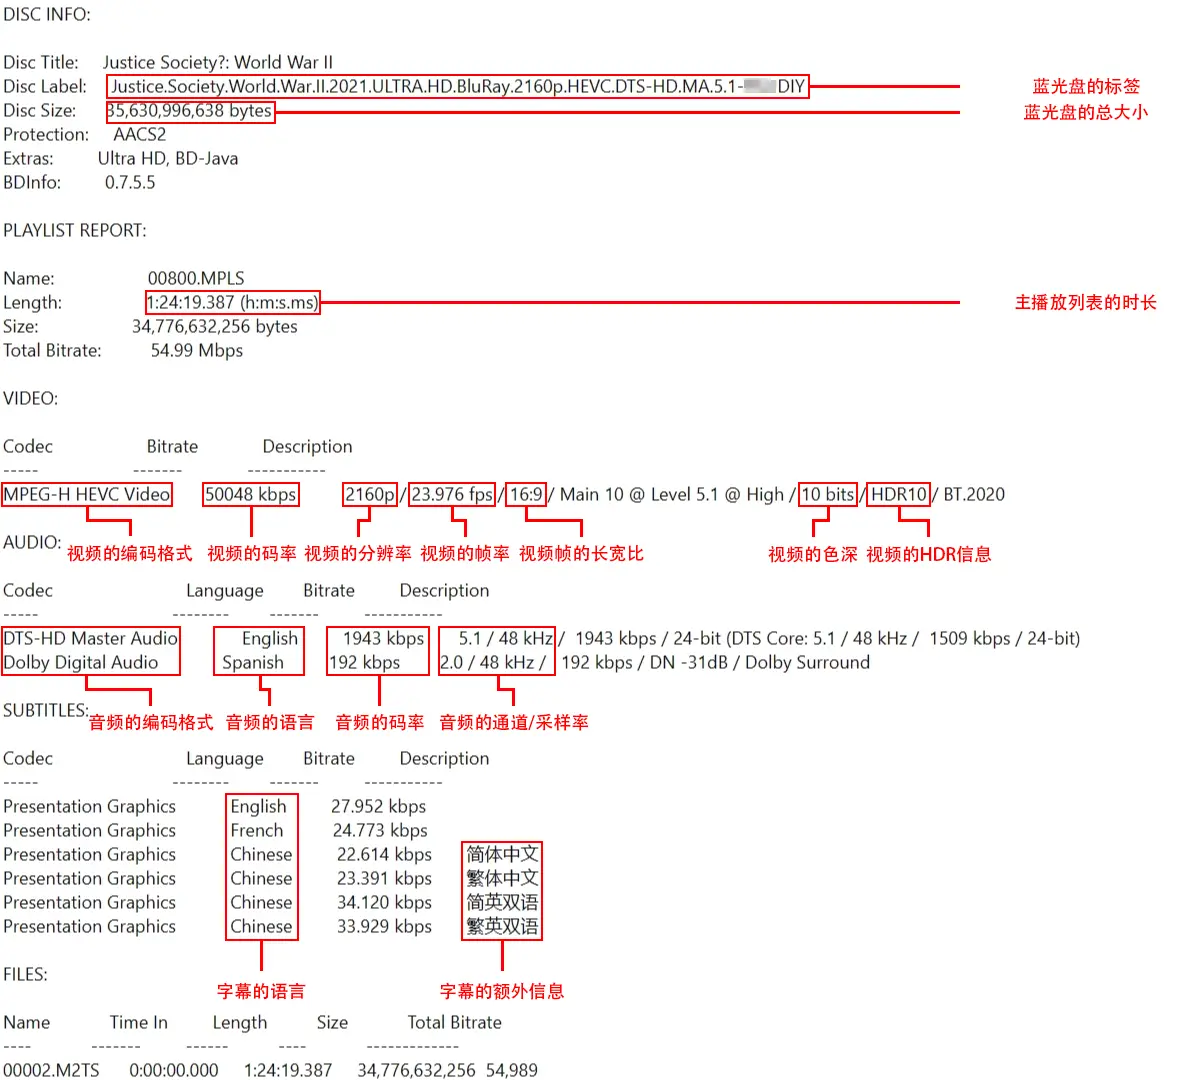 DISC INFO:
Disc Title: Justice Society?: World War II
Disc Label: Justice.Society.World.War.II.2021.ULTRA.HD.BluRay.2160p.HEVC.DTS-HD.MA.5.1- DIY 蓝光盘的标签
Disc Size: 35,630,996,638 bytes 蓝光盘的总大小
Protection: AACS2
Extras: Ultra HD, BD-Java
BDInfo: 0.7.5.5
PLAYLIST REPORT:
Name: 00800.MPLS
Length: 1:24:19.387 (h:m:s.ms) 主播放列表的时长
Size: 34,776,632,256 bytes
Total Bitrate: 54.99 Mbps
VIDEO:
Codec Bitrate Description
----- ------- -----------
MPEG-H HEVC Video 50048 kbps 2160p / 23.976 fps / 16:9 / Main 10 @ Level 5.1 @ High / 10 bits / HDR10 / BT.2020
AUDIO: 视频的编码格式 视频的码率 视频的分辨率 视频的帧率 视频帧的长宽比 视频的色深 视频的HDR信息
Codec Language Bitrate Description
----- -------- ------- -----------
DTS-HD Master Audio English 1943 kbps 5.1 / 48 kHz / 1943 kbps / 24-bit (DTS Core: 5.1 / 48 kHz / 1509 kbps / 24-bit)
Dolby Digital Audio Spanish 192 kbps 2.0 / 48 kHz / 192 kbps / DN -31dB / Dolby Surround
SUBTITLES: 音频的编码格式 音频的语言 音频的码率 音频的通道/采样率
Codec Language Bitrate Description
----- -------- ------- -----------
Presentation Graphics English 27.952 kbps
Presentation Graphics French 24.773 kbps
Presentation Graphics Chinese 22.614 kbps 简体中文
Presentation Graphics Chinese 23.391 kbps 繁体中文
Presentation Graphics Chinese 34.120 kbps 简英双语
Presentation Graphics Chinese 33.929 kbps 繁英双语
FILES: 字幕的语言 字幕的额外信息
Name Time In Length Size Total Bitrate
---- ------- ------ ---- -------------
00002.M2TS 0:00:00.000 1:24:19.387 34,776,632,256 54,989